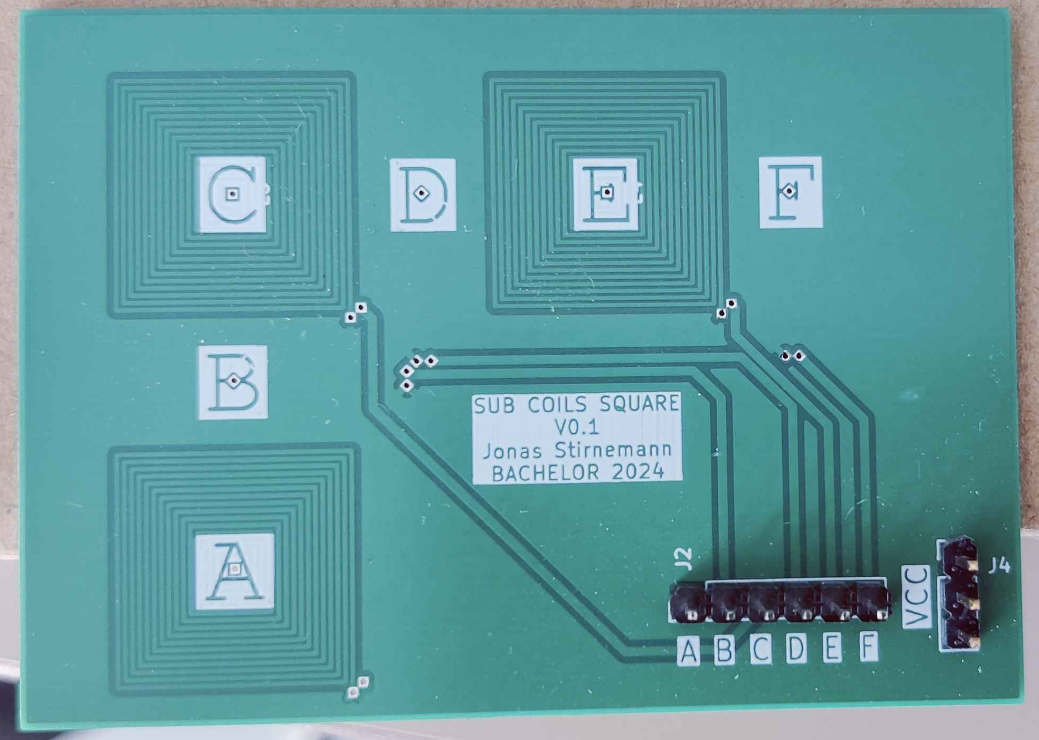 C D E F
B
SUB COILS SQUARE
V0.1
Jonas Stirnemann
BACHELOR 2024
A
J2
VCC
J4
A B C D E F